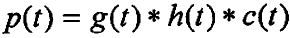 p(t) = g(t) * h(t) * c(t)